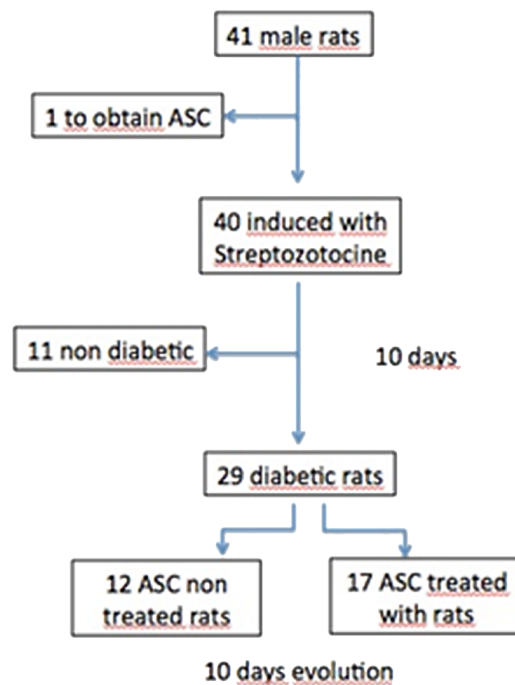 41 male rats
1 to obtain ASC
40 induced with
Streptozotocine
11 non diabetic
10 days
29 diabetic rats
12 ASC non
treated rats
17 ASC treated
with rats
10 days evolution